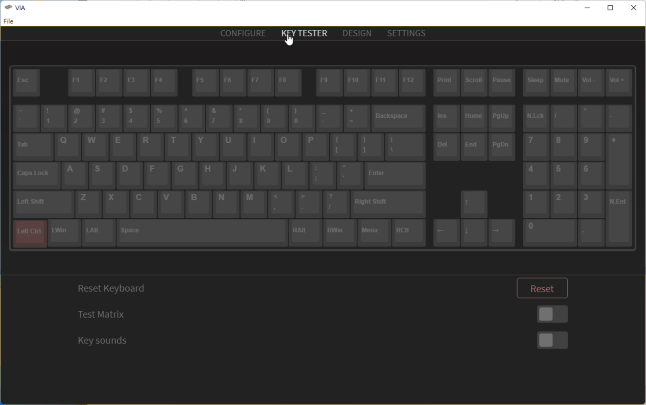 VIA
File
CONFIGURE KEY TESTER DESIGN SETTINGS
Esc F1 F2 F3 F4 F5 F6 F7 F8 F9 F10 F11 F12 Print Scroll Pause Sleep Mute Vol- Vol+
~ ! @ # $ % ^ & * ( ) _ +
` 1 2 3 4 5 6 7 8 9 0 - = Backspace Ins Home PgUp N.Lck / * -
Tab Q W E R T Y U I O P { } |
[ ] \ Del End PgDn 7 8 9 +
Caps Lock A S D F G H J K L : "
; ' Enter 4 5 6
Left Shift Z X C V B N M < > ?
, . / Right Shift ↑ 1 2 3 N.Ent
Left Ctrl LWin LAlt Space RAlt RWin Menu RCtl ← ↓ → 0 .
Reset Keyboard Reset
Test Matrix
Key sounds